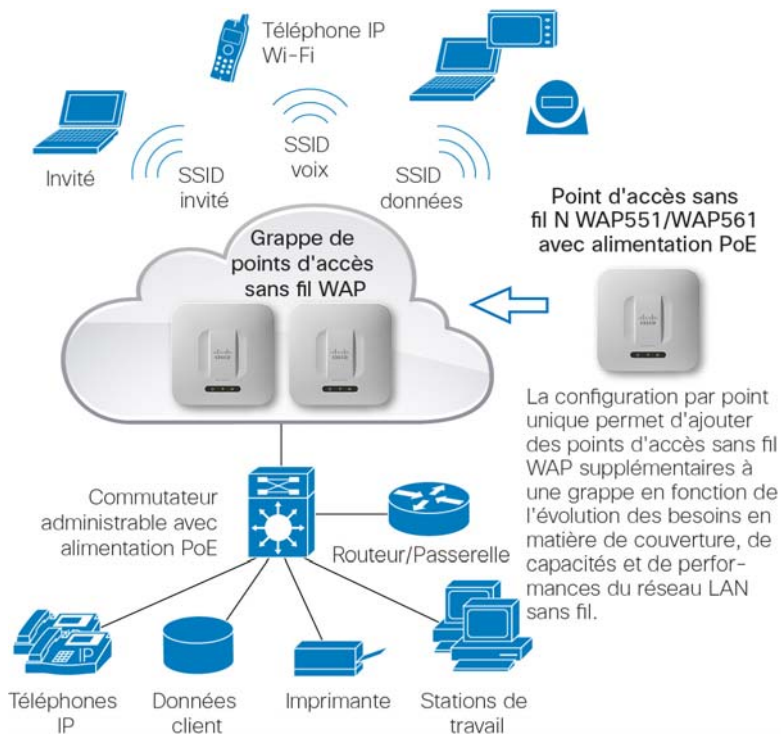 Téléphone IP
Wi-Fi
Invité
SSID
invité
SSID
voix
SSID
données
Grappe de
points d'accès
sans fil WAP
Point d'accès sans
fil N WAP551/WAP561
avec alimentation PoE
La configuration par point
unique permet d'ajouter
des points d'accès sans fil
WAP supplémentaires à
une grappe en fonction de
l'évolution des besoins en
matière de couverture, de
capacités et de perfor-
mances du réseau LAN
sans fil.
Commutateur
administrable avec
alimentation PoE
Routeur/Passerelle
IP
Téléphones
IP
Données
client
Imprimante
Stations de
travail